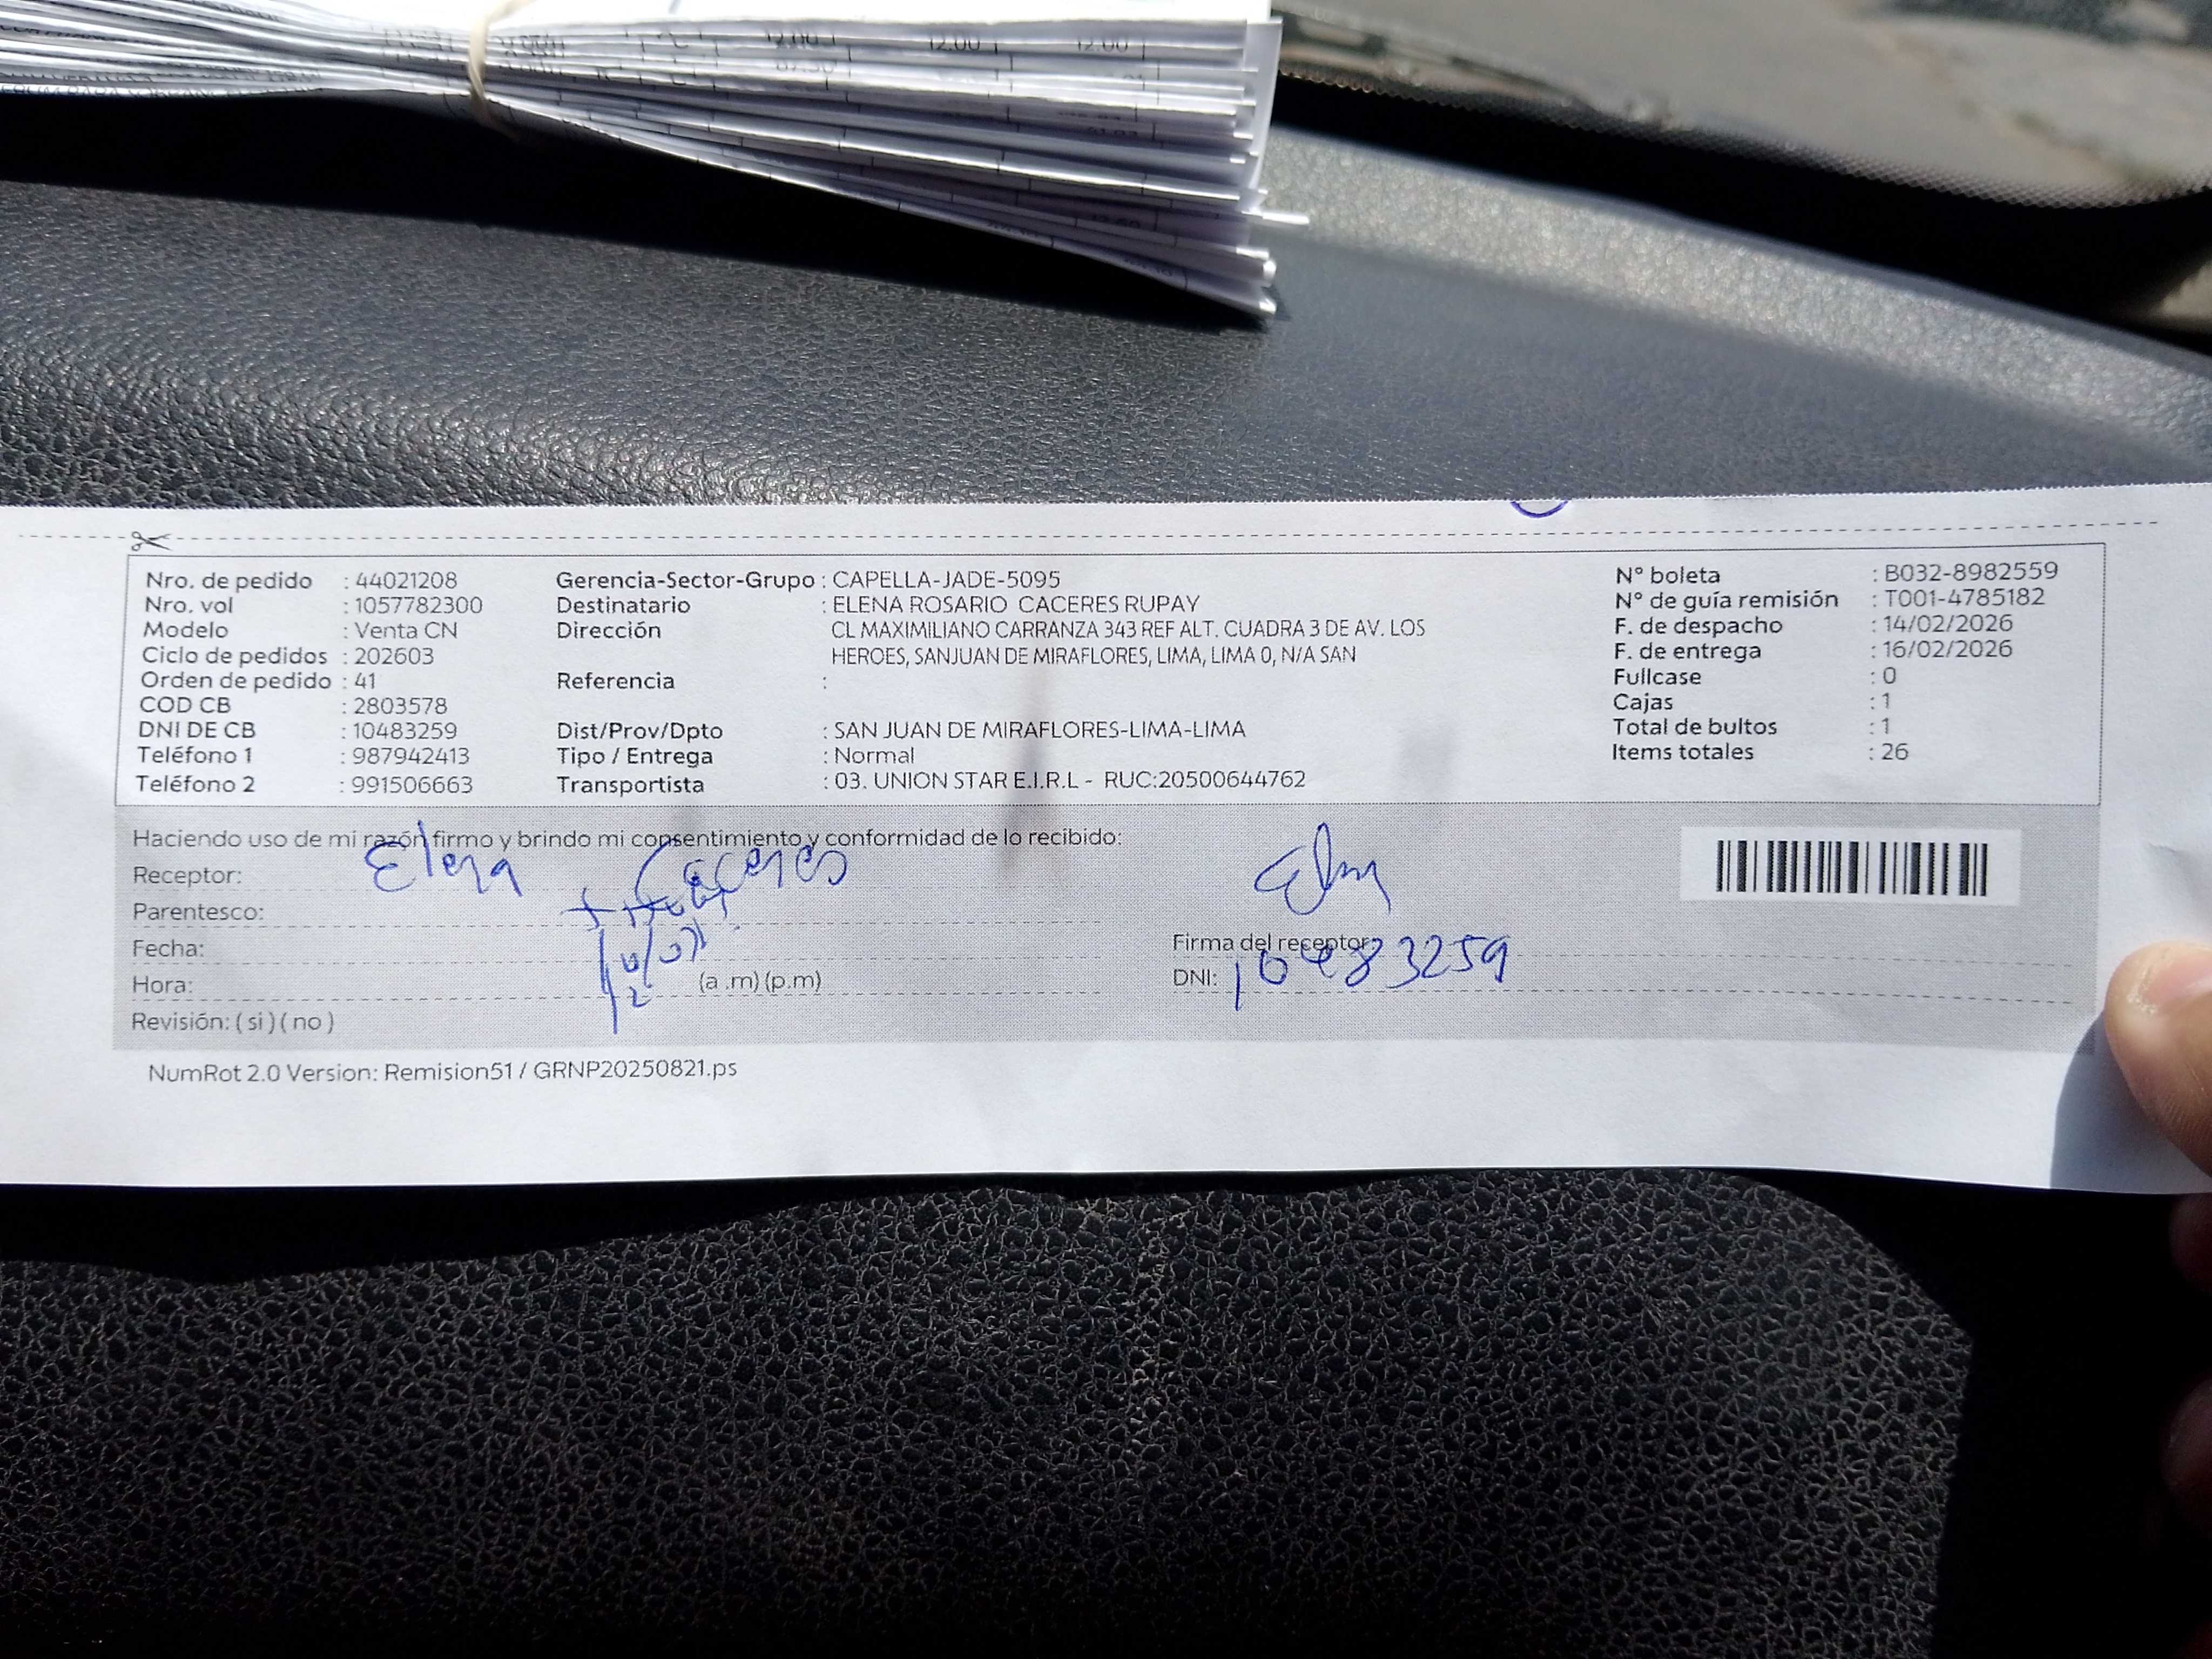 12.00 12.00 12.00
Nro. de pedido : 44021208
Nro. vol : 1057782300
Modelo : Venta CN
Ciclo de pedidos : 202603
Orden de pedido : 41
COD CB : 2803578
DNI DE CB : 10483259
Teléfono 1 : 987942413
Teléfono 2 : 991506663
Gerencia-Sector-Grupo : CAPELLA-JADE-5095
Destinatario : ELENA ROSARIO CACERES RUPAY
Dirección CL MAXIMILIANO CARRANZA 343 REF ALT. CUADRA 3 DE AV. LOS
HEROES, SANJUAN DE MIRAFLORES, LIMA, LIMA 0, N/A SAN
Referencia :
Dist/Prov/Dpto : SAN JUAN DE MIRAFLORES-LIMA-LIMA
Tipo / Entrega : Normal
Transportista : 03. UNION STAR E.I.R.L - RUC:20500644762
N° boleta : B032-8982559
N° de guía remisión : T001-4785182
F. de despacho : 14/02/2026
F. de entrega : 16/02/2026
Fullcase : 0
Cajas : 1
Total de bultos : 1
Items totales : 26
Haciendo uso de mi razón firmo y brindo mi consentimiento y conformidad de lo recibido:
Receptor: Elena Caceres
Parentesco:
Fecha:
Hora: (a .m) (p.m)
Revisión: ( si ) ( no )
Firma del receptor:
DNI: 10483259
NumRot 2.0 Version: Remision51 / GRNP20250821.ps